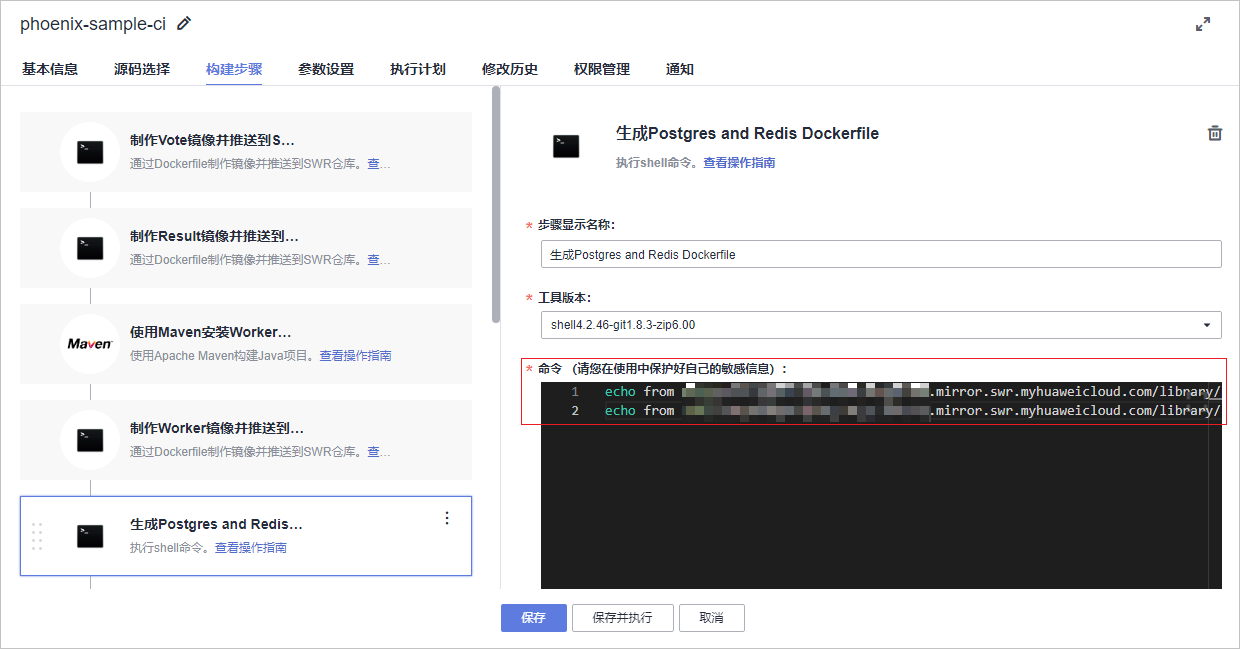 phoenix-sample-ci
基本信息 源码选择 构建步骤 参数设置 执行计划 修改历史 权限管理 通知
制作Vote镜像并推送到S...
通过Dockerfile制作镜像并推送到SWR仓库。查...
制作Result镜像并推送到...
通过Dockerfile制作镜像并推送到SWR仓库。查...
Maven
使用Maven安装Worker...
使用Apache Maven构建Java项目。查看操作指南
制作Worker镜像并推送到...
通过Dockerfile制作镜像并推送到SWR仓库。查...
生成Postgres and Redis...
执行shell命令。查看操作指南
生成Postgres and Redis Dockerfile
执行shell命令。查看操作指南
* 步骤显示名称:
生成Postgres and Redis Dockerfile
* 工具版本:
shell4.2.46-git1.8.3-zip6.00
* 命令 (请您在使用中保护好自己的敏感信息) :
1 echo from .mirror.swr.myhuaweicloud.com/library/
2 echo from .mirror.swr.myhuaweicloud.com/library/
保存 保存并执行 取消